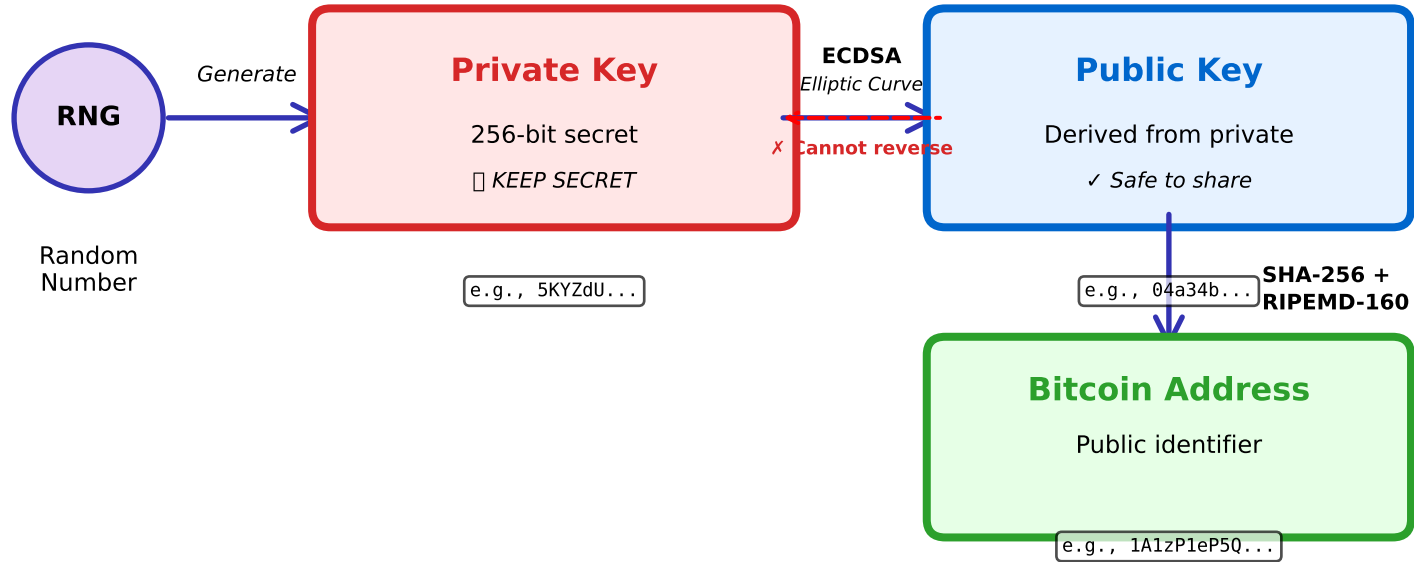 RNG
Random
Number
Generate
Private Key
256-bit secret
KEEP SECRET
e.g., 5KYZdU...
ECDSA
Elliptic Curve
✗ Cannot reverse
Public Key
Derived from private
✓ Safe to share
e.g., 04a34b...
SHA-256 +
RIPEMD-160
Bitcoin Address
Public identifier
e.g., 1A1zP1eP5Q...